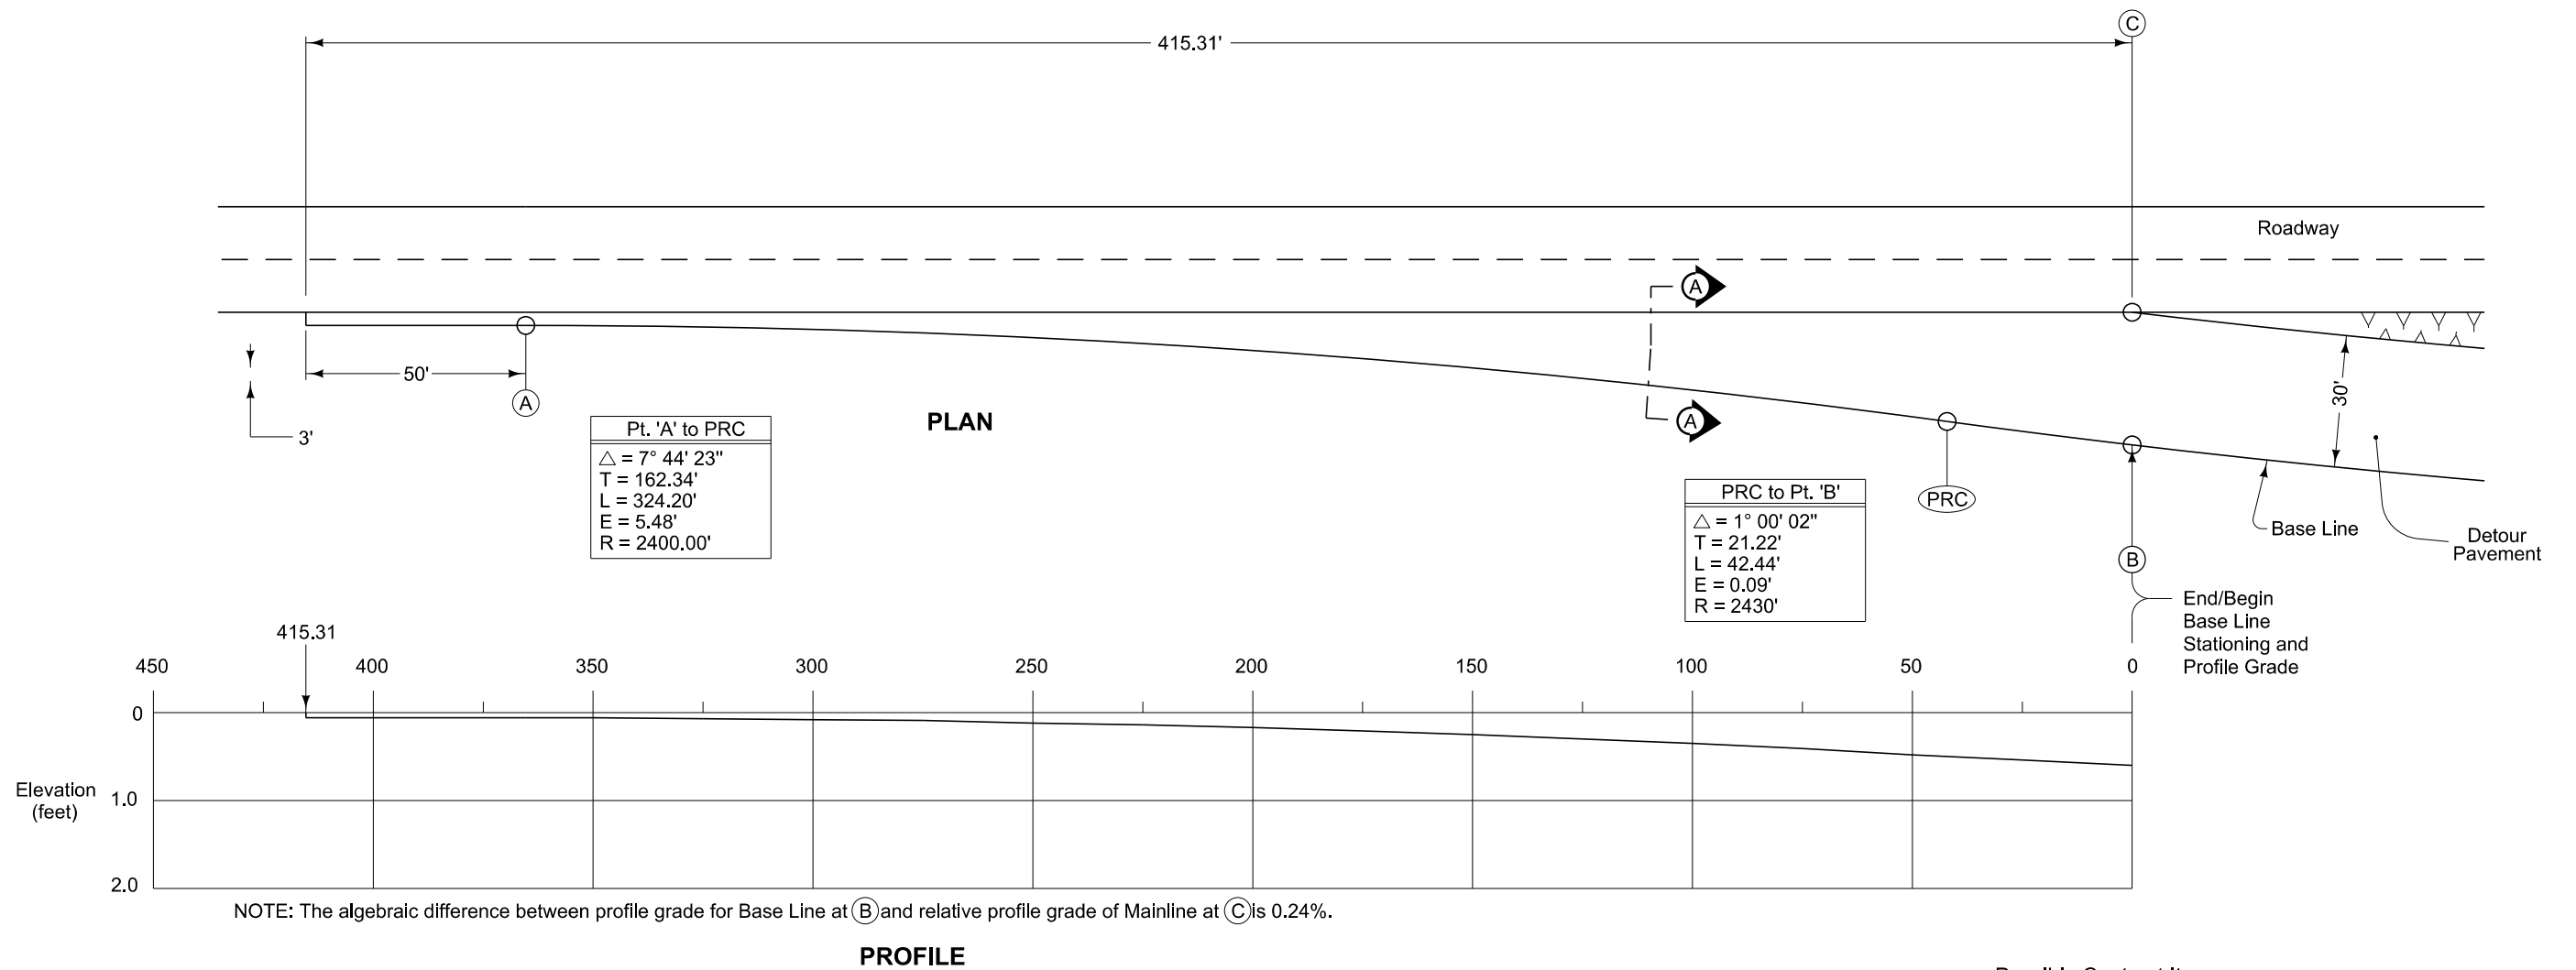 C
415.31'
Roadway
A
50'
A
3'
PLAN
A
30'
Pt. 'A' to PRC
△ = 7° 44' 23"
T = 162.34'
L = 324.20'
E = 5.48'
R = 2400.00'
PRC to Pt. 'B'
△ = 1° 00' 02"
T = 21.22'
L = 42.44'
E = 0.09'
R = 2430'
PRC
Base Line
Detour
Pavement
B
End/Begin
Base Line
Stationing and
Profile Grade
415.31
450 400 350 300 250 200 150 100 50 0
0
Elevation
(feet)
1.0
2.0
NOTE: The algebraic difference between profile grade for Base Line at B and relative profile grade of Mainline at C is 0.24%.
PROFILE